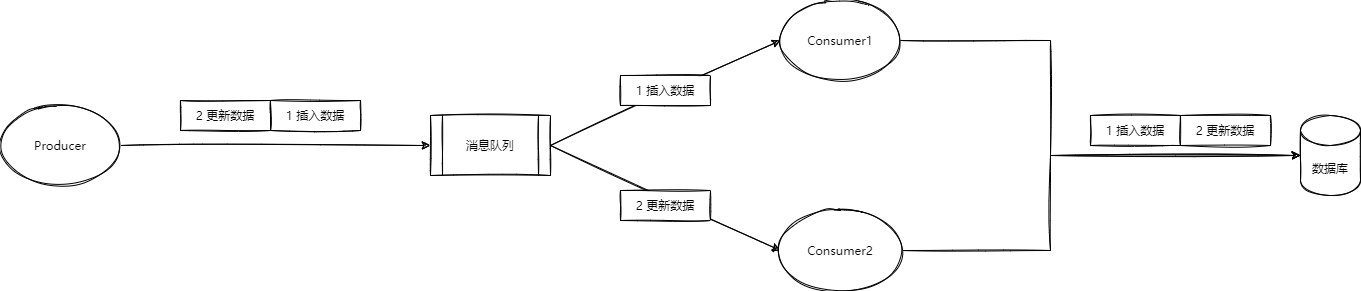 Producer
2 更新数据
1 插入数据
消息队列
1 插入数据
2 更新数据
Consumer1
Consumer2
1 插入数据
2 更新数据
数据库